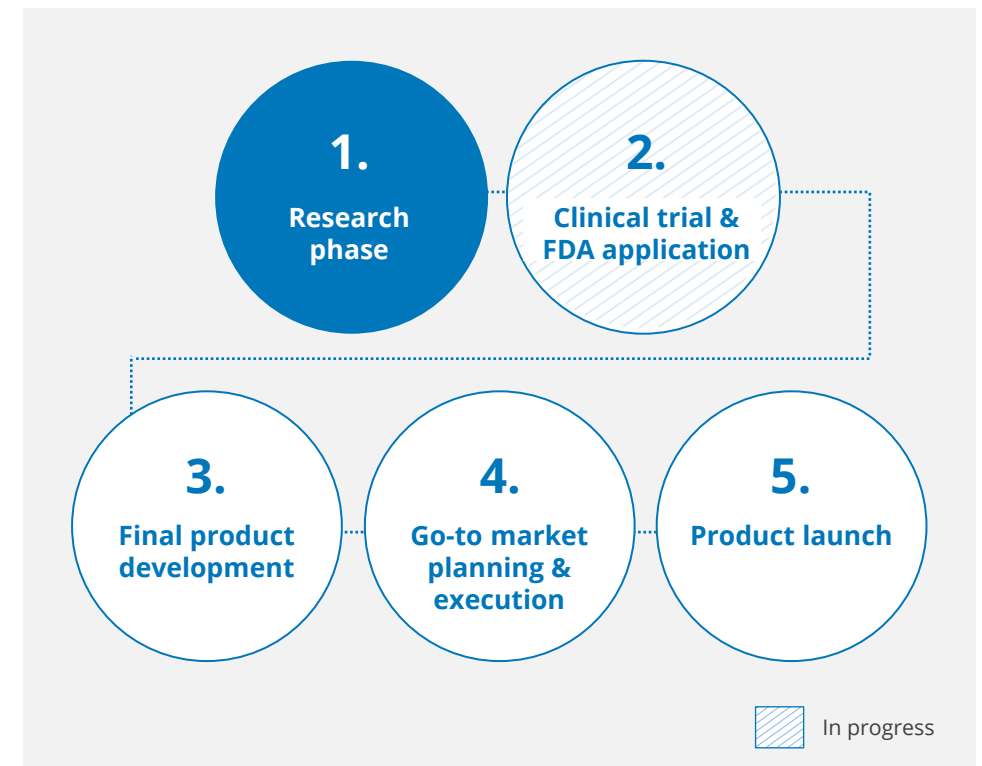 1.
Research
phase
2.
Clinical trial &
FDA application
3.
Final product
development
4.
Go-to market
planning &
execution
5.
Product launch
In progress